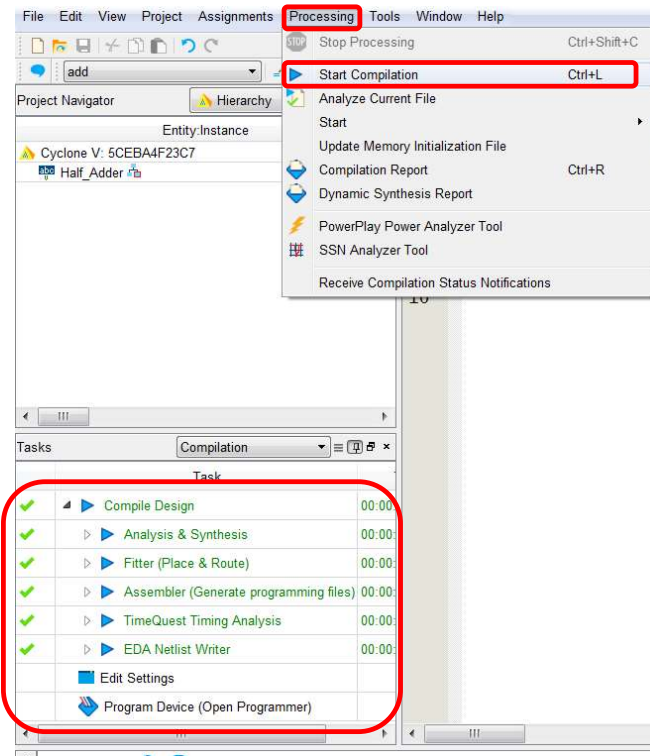 File Edit View Project Assignments Processing Tools Window Help
STOP Stop Processing Ctrl+Shift+C
add
Start Compilation Ctrl+L
Project Navigator Hierarchy
Analyze Current File
Entity:Instance
Start
Cyclone V: 5CEBA4F23C7
Update Memory Initialization File
abc Half_Adder
Compilation Report Ctrl+R
Dynamic Synthesis Report
PowerPlay Power Analyzer Tool
SSN Analyzer Tool
Receive Compilation Status Notifications
10
Tasks Compilation
Task
Compile Design 00:00:
Analysis & Synthesis 00:00:
Fitter (Place & Route) 00:00:
Assembler (Generate programming files) 00:00:
TimeQuest Timing Analysis 00:00:
EDA Netlist Writer 00:00:
Edit Settings
Program Device (Open Programmer)